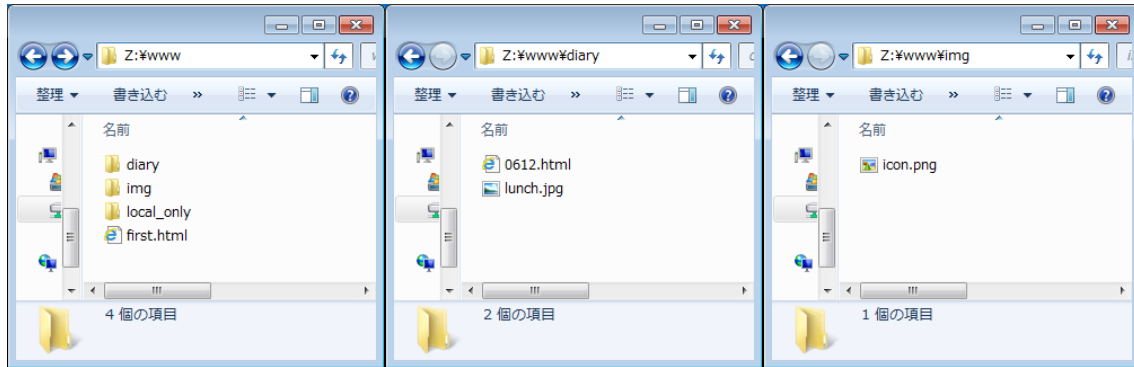 Z:¥www
整理
書き込む
»
名前
diary
img
local_only
first.html
4 個の項目
Z:¥www¥diary
整理
書き込む
»
名前
0612.html
lunch.jpg
2 個の項目
Z:¥www¥img
整理
書き込む
»
名前
icon.png
1 個の項目